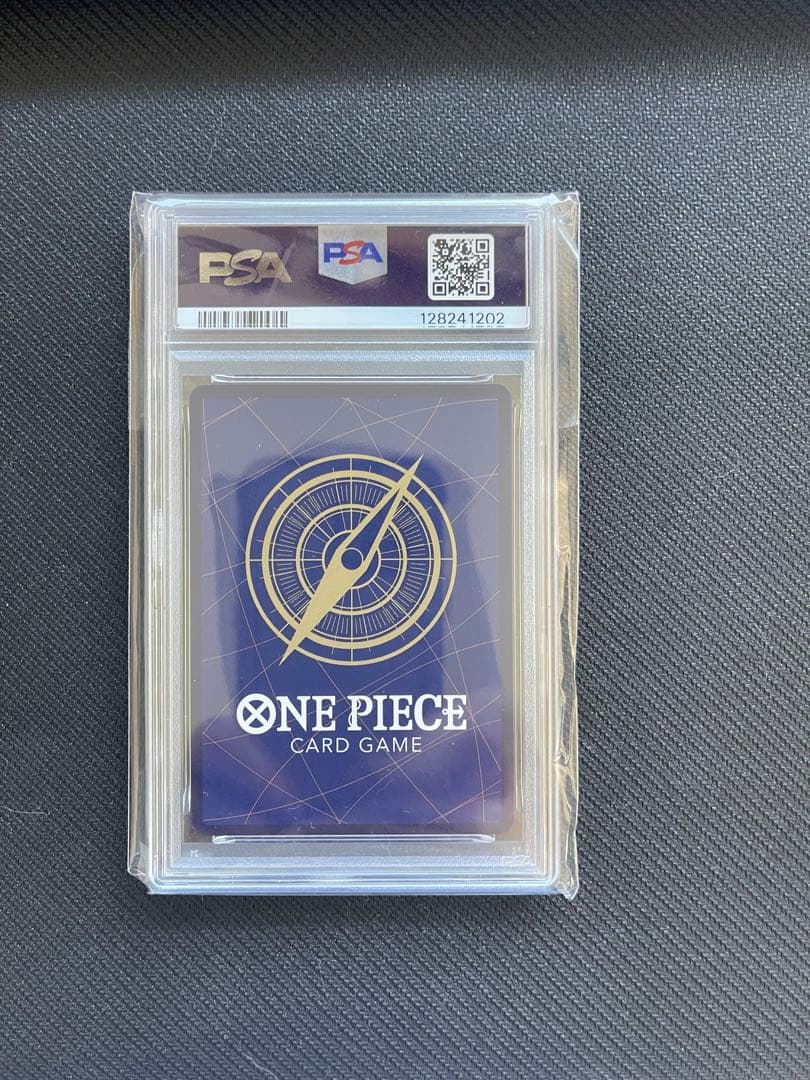 PSA
PSA
128241202
ONE PIECE
CARD GAME